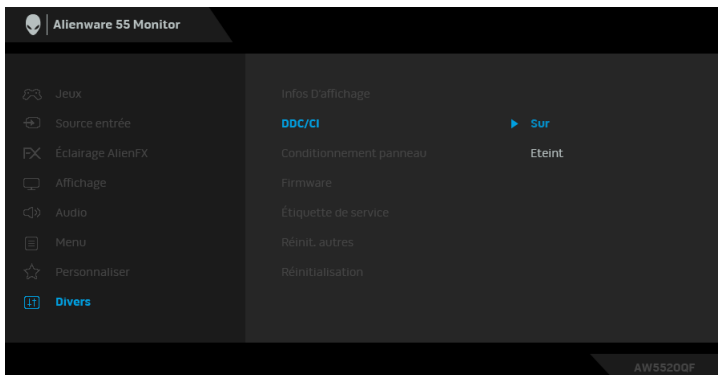 Alienware 55 Monitor
Jeux
Infos D'affichage
Source entrée
DDC/CI
Sur
Éclairage AlienFX
Conditionnement panneau
Eteint
Affichage
Firmware
Audio
Étiquette de service
Menu
Réinit. autres
Personnaliser
Réinitialisation
Divers
AW5520QF